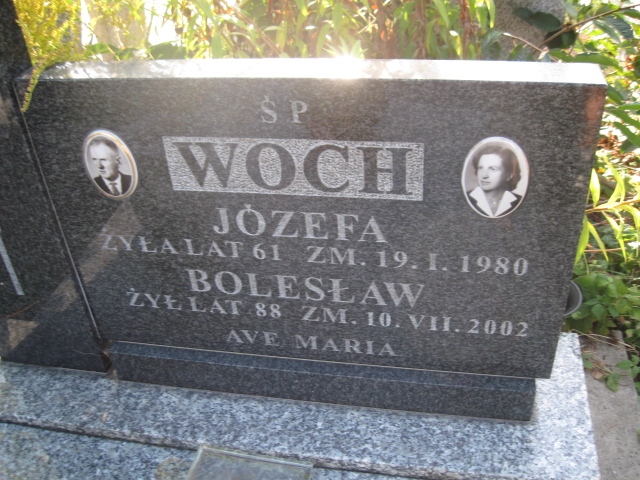 ŚP
WOCH
JÓZEFA
ŻYŁA LAT 61 ZM. 19. I. 1980
BOLESŁAW
ŻYŁ LAT 88 ZM. 10. VII. 2002
AVE MARIA